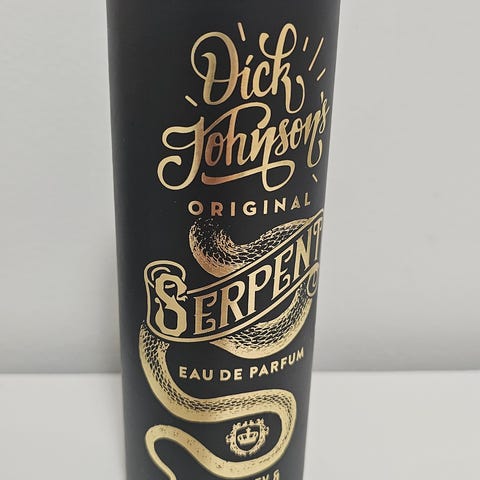 Dick
Johnson's
ORIGINAL
SERPENT
EAU DE PARFUM